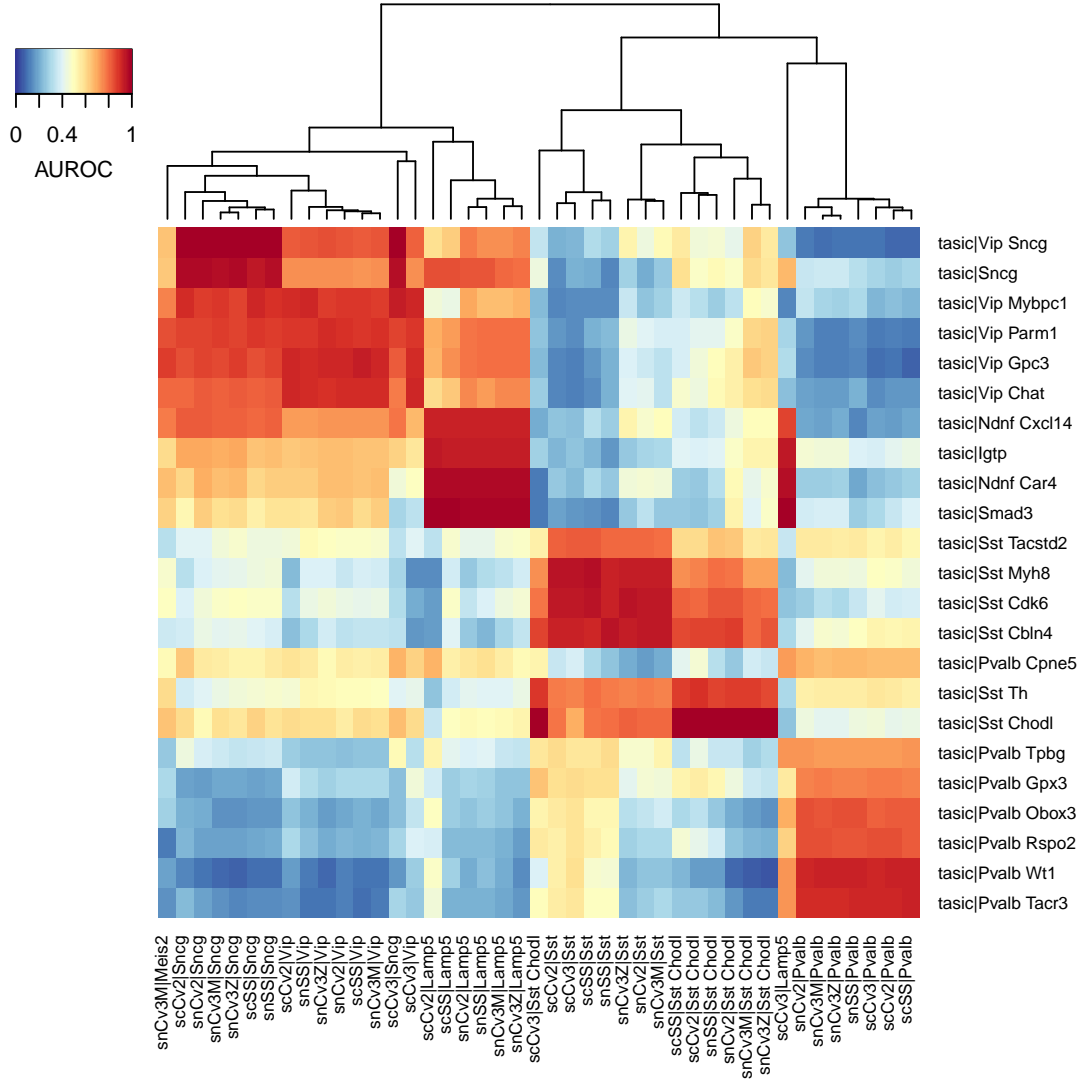 0 0.4 1
AUROC
tasic|Vip Sncg
tasic|Sncg
tasic|Vip Mybpc1
tasic|Vip Parm1
tasic|Vip Gpc3
tasic|Vip Chat
tasic|Ndnf Cxcl14
tasic|Igtp
tasic|Ndnf Car4
tasic|Smad3
tasic|Sst Tacstd2
tasic|Sst Myh8
tasic|Sst Cdk6
tasic|Sst Cbln4
tasic|Pvalb Cpne5
tasic|Sst Th
tasic|Sst Chodl
tasic|Pvalb Tpbg
tasic|Pvalb Gpx3
tasic|Pvalb Obox3
tasic|Pvalb Rspo2
tasic|Pvalb Wt1
tasic|Pvalb Tacr3
snCv3M|Meis2
scCv2|Sncg
snCv2|Sncg
snCv3M|Sncg
snCv3Z|Sncg
scSS|Sncg
snSS|Sncg
scCv2|Vip
snSS|Vip
snCv3Z|Vip
snCv2|Vip
scSS|Vip
snCv3M|Vip
scCv3|Sncg
scCv3|Vip
scCv2|Lamp5
scSS|Lamp5
snCv2|Lamp5
snSS|Lamp5
snCv3M|Lamp5
snCv3Z|Lamp5
scCv3|Sst Chodl
scCv2|Sst
scCv3|Sst
scSS|Sst
snSS|Sst
snCv3Z|Sst
snCv2|Sst
snCv3M|Sst
scSS|Sst Chodl
scCv2|Sst Chodl
snSS|Sst Chodl
snCv2|Sst Chodl
snCv3M|Sst Chodl
snCv3Z|Sst Chodl
scCv3|Lamp5
snCv2|Pvalb
snCv3M|Pvalb
snCv3Z|Pvalb
snSS|Pvalb
scCv3|Pvalb
scCv2|Pvalb
scSS|Pvalb